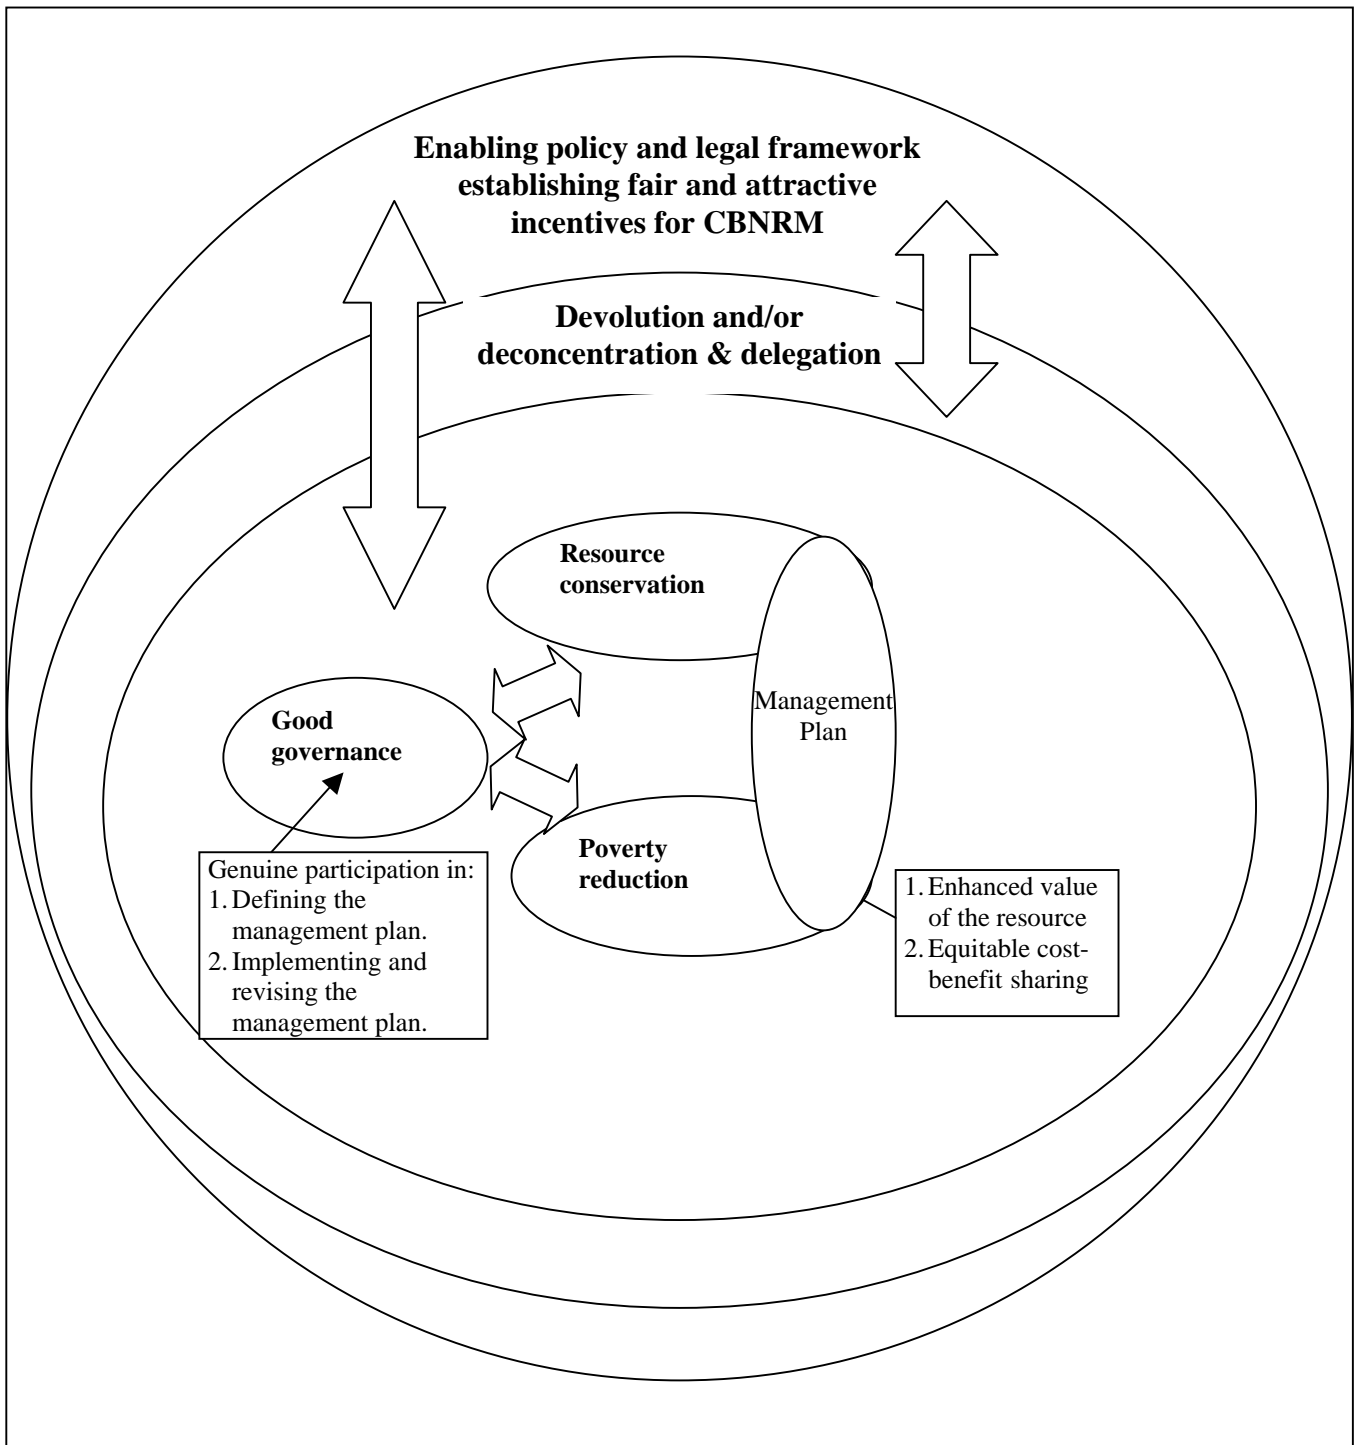 Enabling policy and legal framework
establishing fair and attractive
incentives for CBNRM
Devolution and/or
deconcentration & delegation
Resource
conservation
Management
Plan
Good
governance
Poverty
reduction
Genuine participation in:
1. Defining the
management plan.
2. Implementing and
revising the
management plan.
1. Enhanced value
of the resource
2. Equitable cost-
benefit sharing